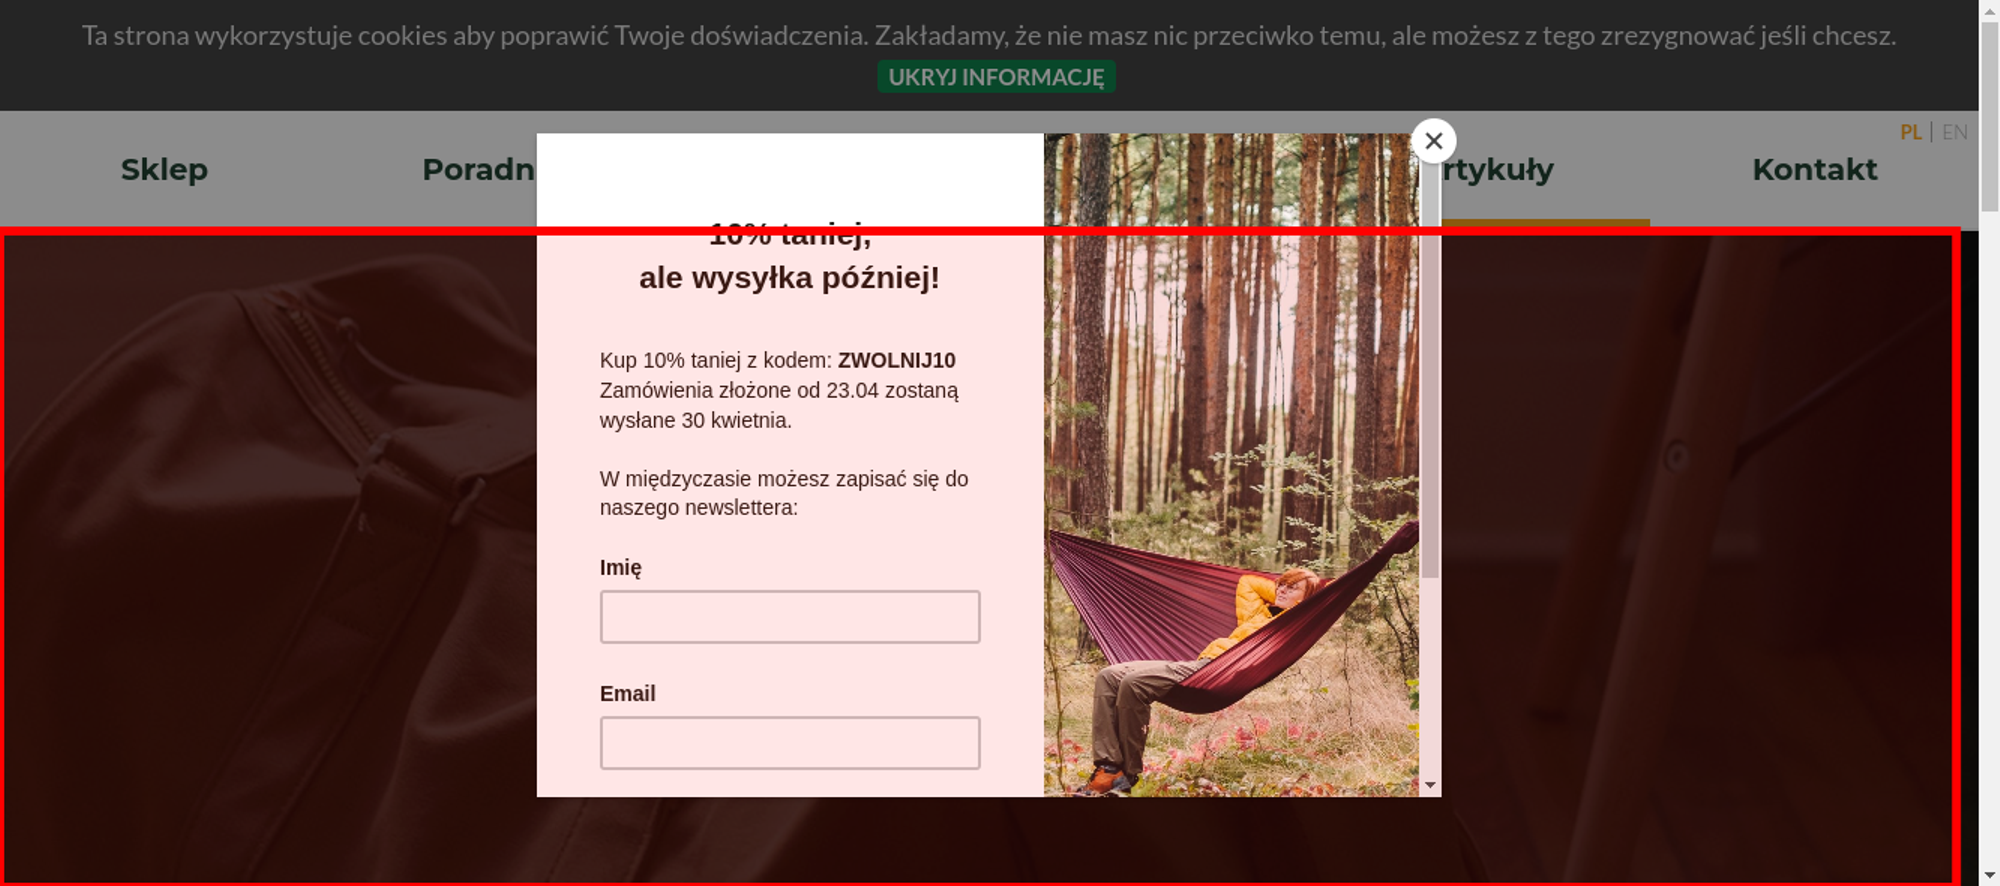 Ta strona wykorzystuje cookies aby poprawić Twoje doświadczenia. Zakładamy, że nie masz nic przeciwko temu, ale możesz z tego zrezygnować jeśli chcesz.
UKRYJ INFORMACJĘ
PL | EN
Sklep Poradn rtykuły Kontakt
10% taniej,
ale wysyłka później!
Kup 10% taniej z kodem: ZWOLNIJ10
Zamówienia złożone od 23.04 zostaną
wysłane 30 kwietnia.
W międzyczasie możesz zapisać się do
naszego newslettera:
Imię
Email